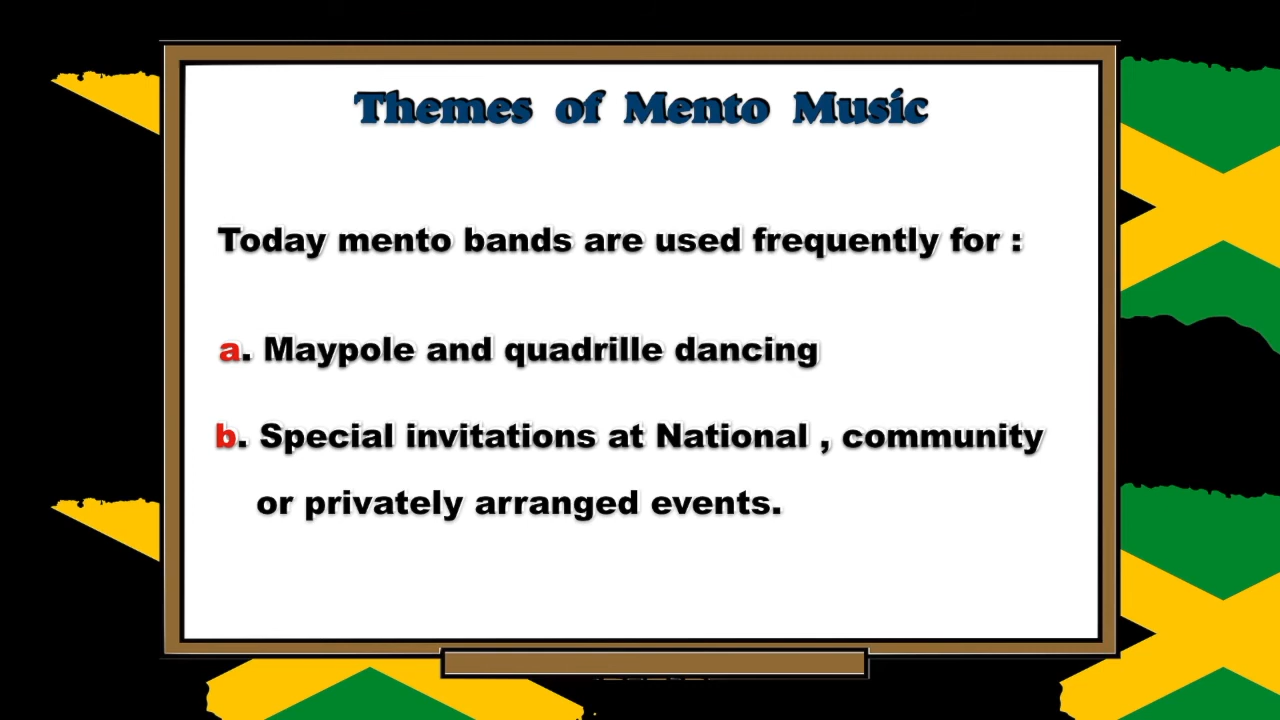 Themes of Mento Music
Today mento bands are used frequently for :
a. Maypole and quadrille dancing
b. Special invitations at National , community
or privately arranged events.